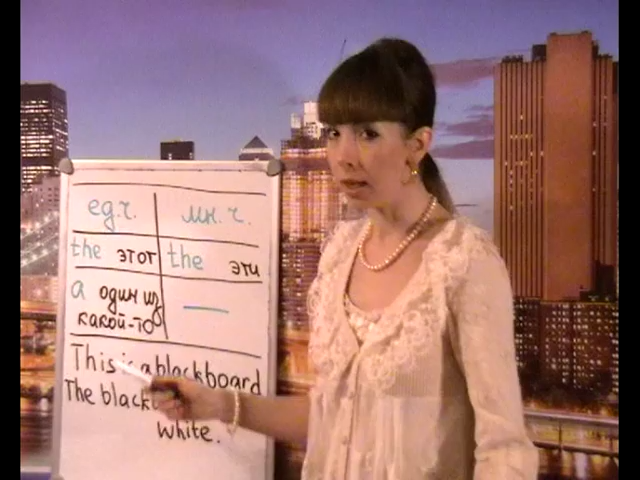 ед.ч. мн. ч.
the этот the эти
а один из —
какой-то
This is a blackboard
The black
white.